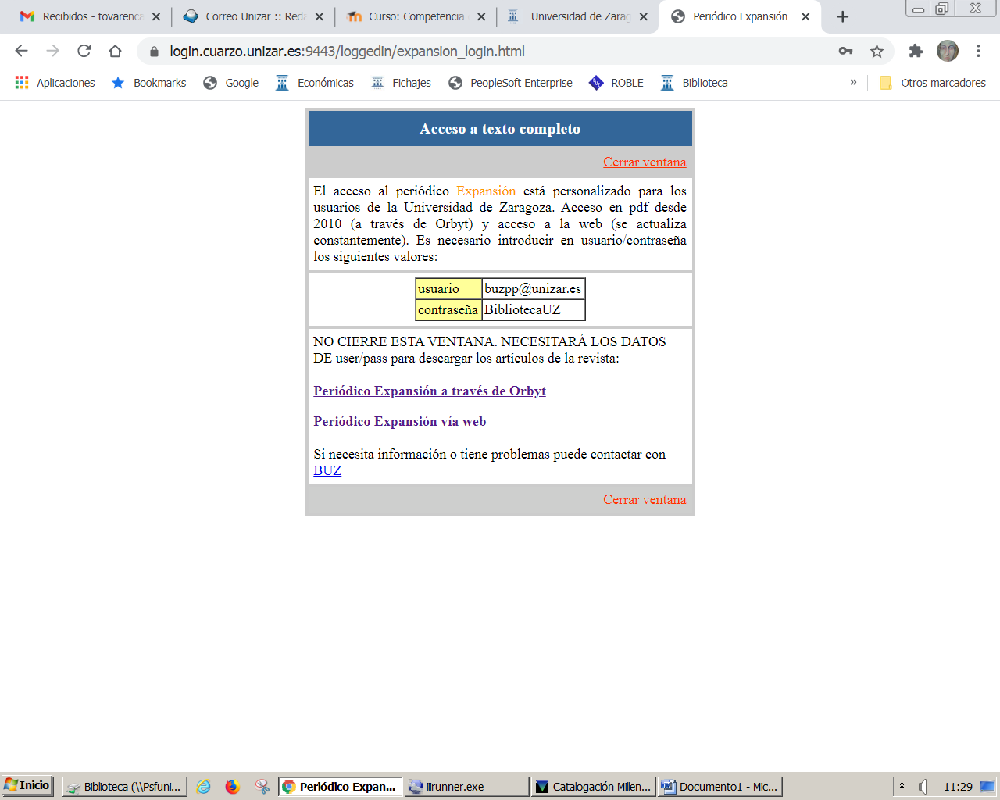 Recibidos - tovarenca
Correo Unizar :: Reda
Curso: Competencia
Universidad de Zarag
Periódico Expansión
login.cuarzo.unizar.es:9443/loggedin/expansion_login.html
Aplicaciones
Bookmarks
Google
Económicas
Fichajes
PeopleSoft Enterprise
ROBLE
Biblioteca
»
Otros marcadores
Acceso a texto completo
Cerrar ventana
El acceso al periódico Expansión está personalizado para los
usuarios de la Universidad de Zaragoza. Acceso en pdf desde
2010 (a través de Orbyt) y acceso a la web (se actualiza
constantemente). Es necesario introducir en usuario/contraseña
los siguientes valores:
usuario buzpp@unizar.es
contraseña BibliotecaUZ
NO CIERRE ESTA VENTANA. NECESITARÁ LOS DATOS
DE user/pass para descargar los artículos de la revista:
Periódico Expansión a través de Orbyt
Periódico Expansión vía web
Si necesita información o tiene problemas puede contactar con
BUZ
Cerrar ventana
Inicio
Biblioteca (\\Psfuni...
Periódico Expan...
iiirunner.exe
Catalogación Millen...
Documento1 - Mic...
11:29